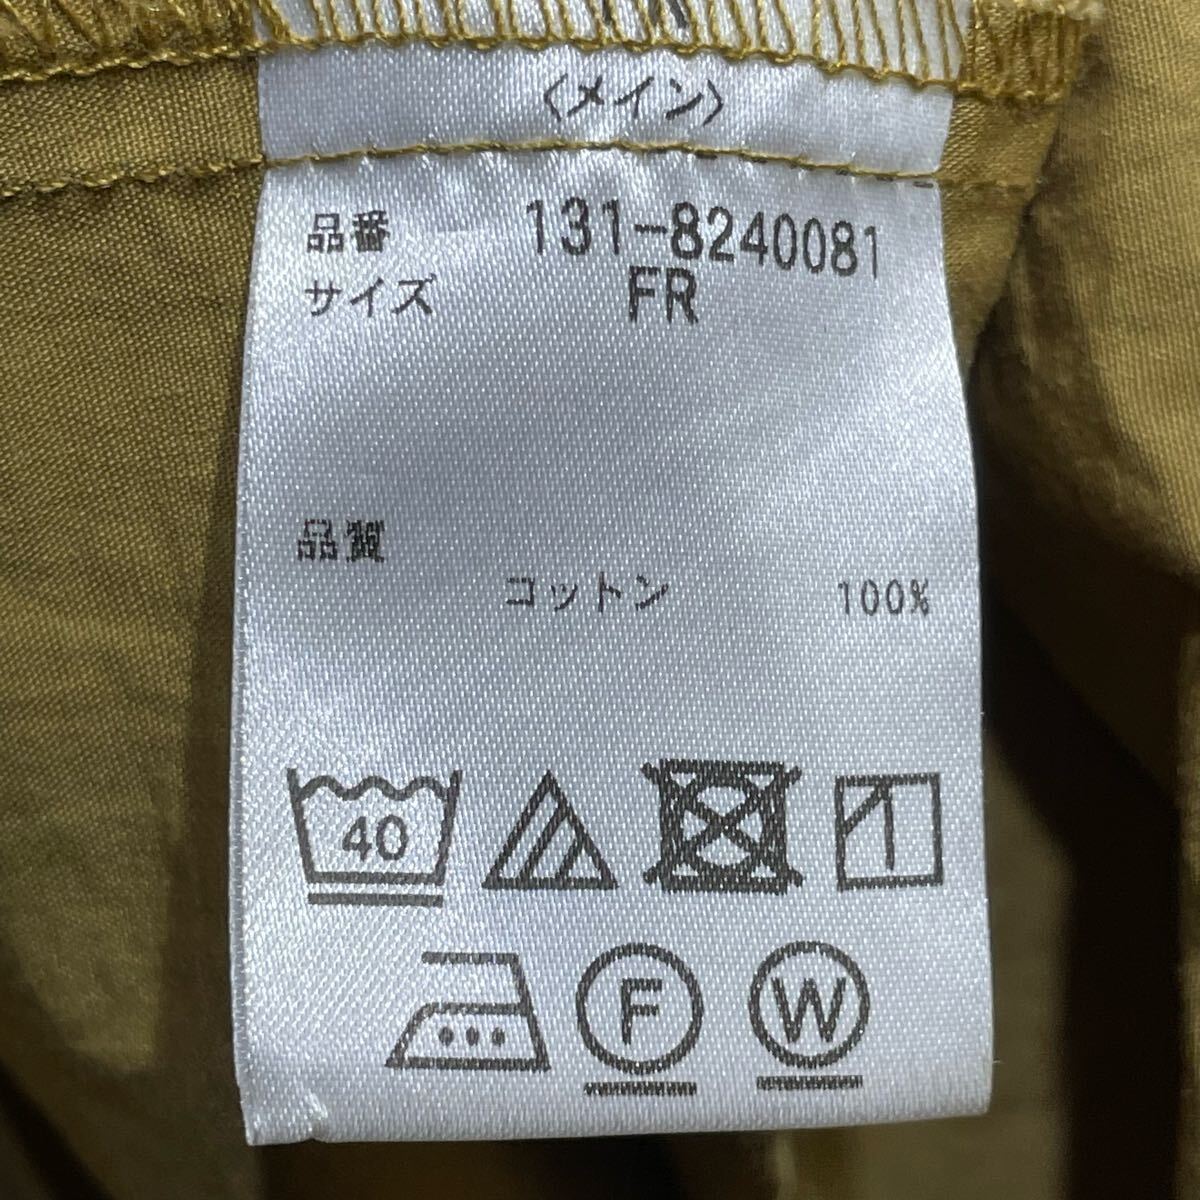 〈メイン〉
品番 131-8240081
サイズ FR
品質
コットン 100%
40
F W